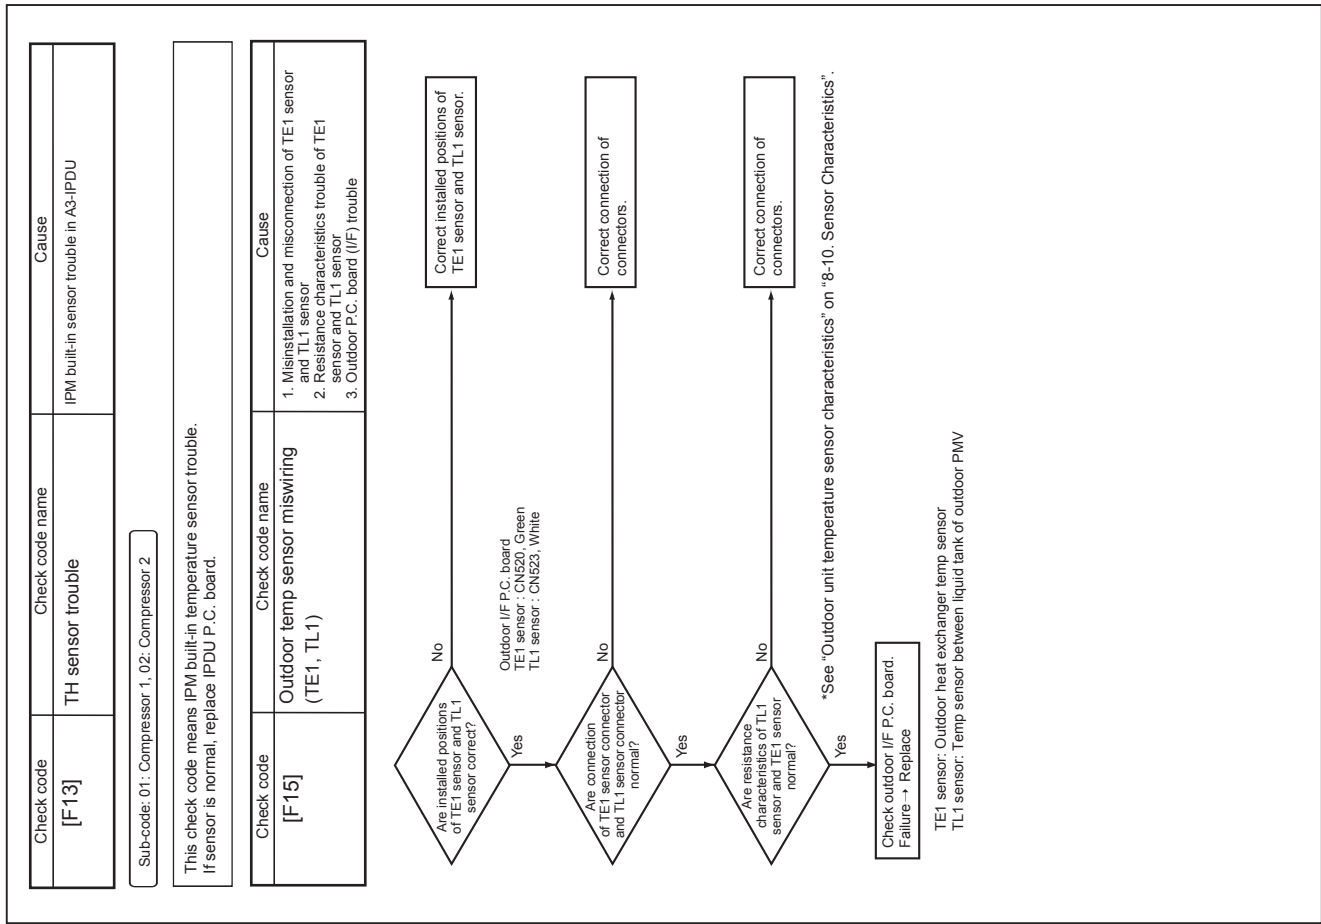 Check code
Check code name
Cause
[F13]
TH sensor trouble
IPM built-in sensor trouble in A3-IPDU
Sub-code: 01: Compressor 1, 02: Compressor 2
This check code means IPM built-in temperature sensor trouble.
If sensor is normal, replace IPDU P.C. board.
Check code
Check code name
Cause
[F15]
Outdoor temp sensor miswiring
(TE1, TL1)
1. Misinstallation and misconnection of TE1 sensor
and TL1 sensor
2. Resistance characteristics trouble of TE1
sensor and TL1 sensor
3. Outdoor P.C. board (I/F) trouble
Are installed positions
of TE1 sensor and TL1
sensor correct?
No
Correct installed positions of
TE1 sensor and TL1 sensor.
Yes
Outdoor I/F P.C. board
TE1 sensor : CN520, Green
TL1 sensor : CN523, White
Are connection
of TE1 sensor connector
and TL1 sensor connector
normal?
No
Correct connection of
connectors.
Yes
Are resistance
characteristics of TL1
sensor and TE1 sensor
normal?
No
Correct connection of
connectors.
Yes
*See “Outdoor unit temperature sensor characteristics” on “8-10. Sensor Characteristics”.
Check outdoor I/F P.C. board.
Failure → Replace
TE1 sensor: Outdoor heat exchanger temp sensor
TL1 sensor: Temp sensor between liquid tank of outdoor PMV